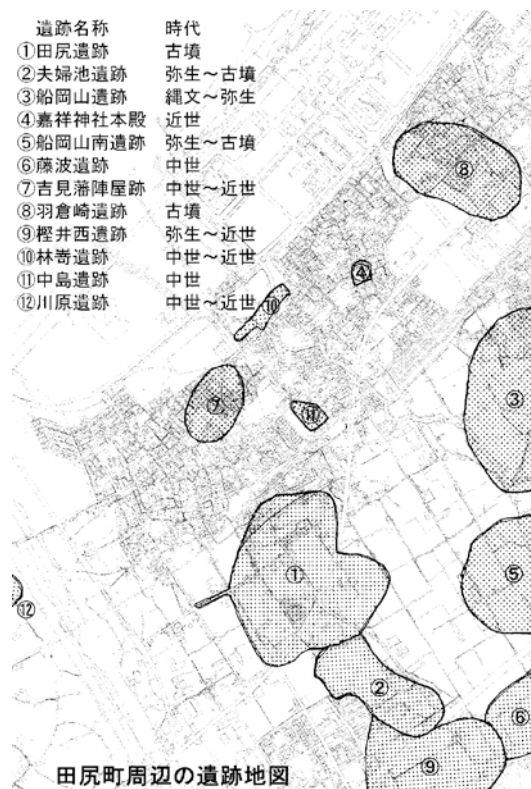 遺跡名称 時代
①田尻遺跡 古墳
②夫婦池遺跡 弥生～古墳
③船岡山遺跡 縄文～弥生
④嘉祥神社本殿 近世
⑤船岡山南遺跡 弥生～古墳
⑥藤波遺跡 中世
⑦吉見藩陣屋跡 中世～近世
⑧羽倉崎遺跡 古墳
⑨樫井西遺跡 弥生～近世
⑩林嵜遺跡 中世～近世
⑪中島遺跡 中世
⑫川原遺跡 中世～近世
⑧
④
⑩
③
⑦
⑪
①
⑤
⑫
②
⑥
⑨
田尻町周辺の遺跡地図